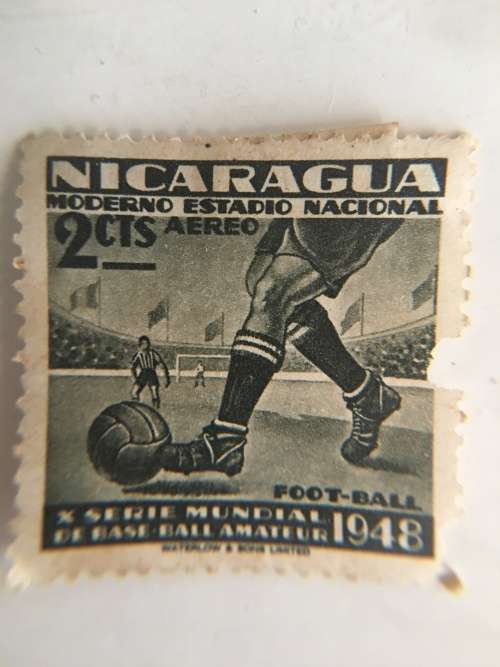 NICARAGUA
MODERNO ESTADIO NACIONAL
2 CTS AEREO
FOOT-BALL
X SERIE MUNDIAL
DE BASE-BALL AMATEUR 1948
WATERLOW & SONS LIMITED